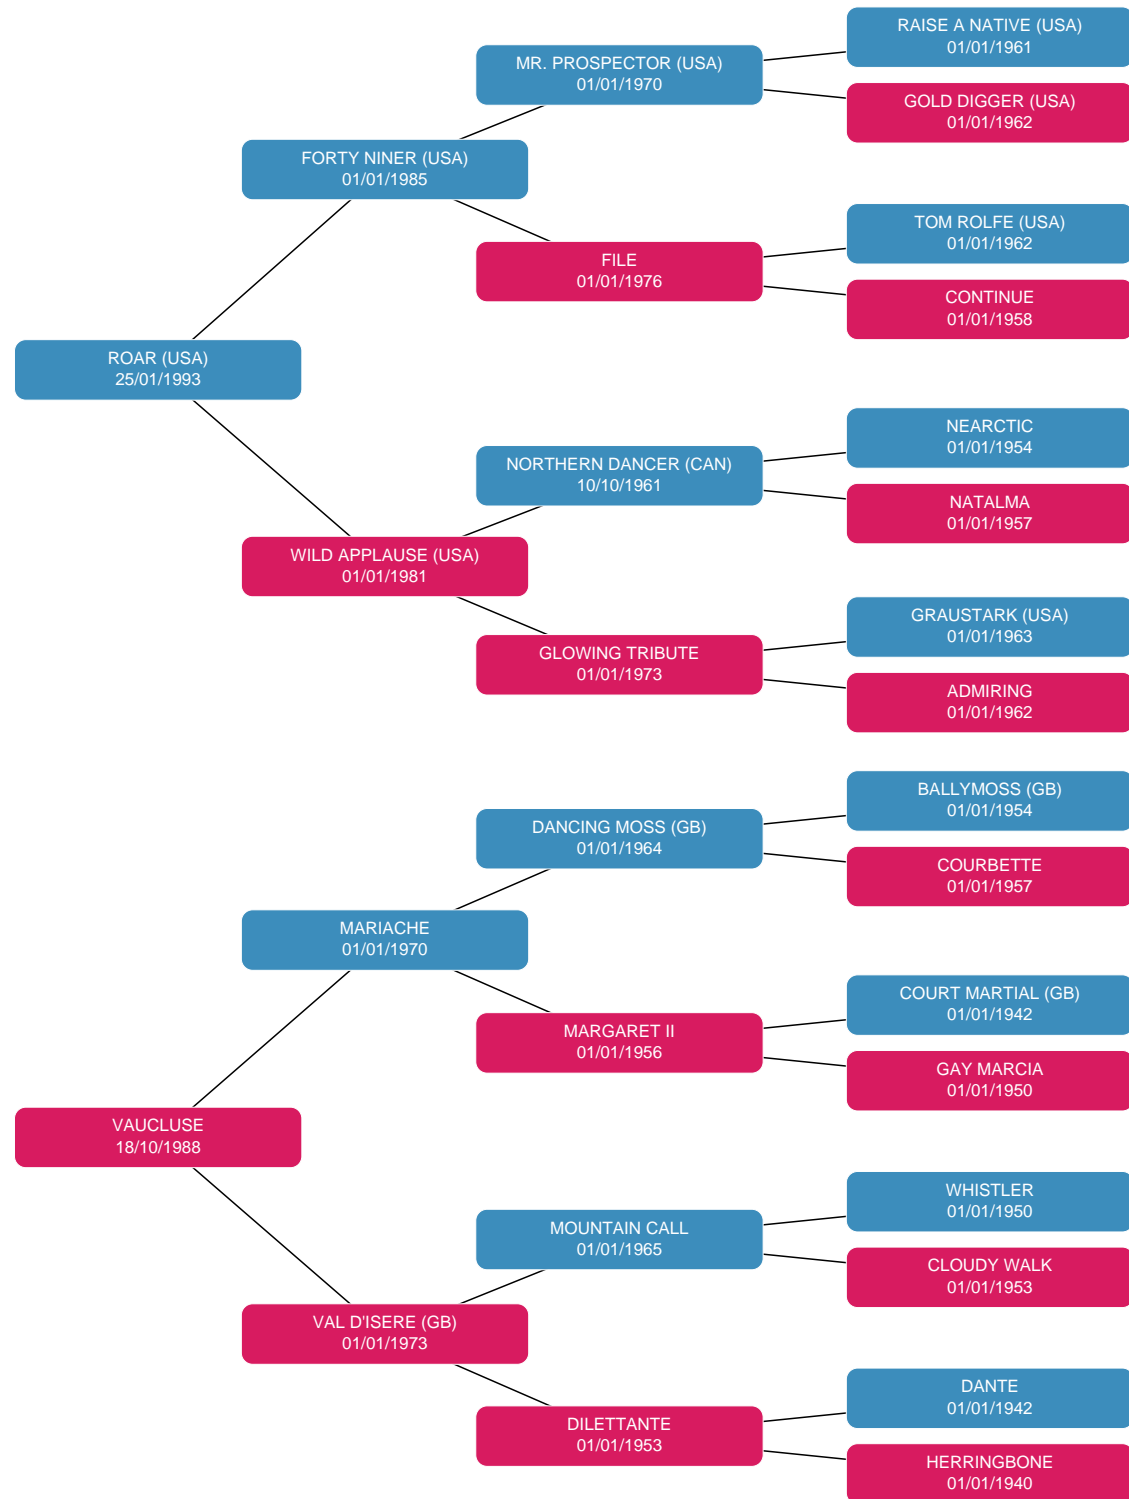 RAISE A NATIVE (USA)
01/01/1961
MR. PROSPECTOR (USA)
01/01/1970
GOLD DIGGER (USA)
01/01/1962
FORTY NINER (USA)
01/01/1985
TOM ROLFE (USA)
01/01/1962
FILE
01/01/1976
CONTINUE
01/01/1958
ROAR (USA)
25/01/1993
NEARCTIC
01/01/1954
NORTHERN DANCER (CAN)
10/10/1961
NATALMA
01/01/1957
WILD APPLAUSE (USA)
01/01/1981
GRAUSTARK (USA)
01/01/1963
GLOWING TRIBUTE
01/01/1973
ADMIRING
01/01/1962
BALLYMOSS (GB)
01/01/1954
DANCING MOSS (GB)
01/01/1964
COURBETTE
01/01/1957
MARIACHE
01/01/1970
COURT MARTIAL (GB)
01/01/1942
MARGARET II
01/01/1956
GAY MARCIA
01/01/1950
VAUCLUSE
18/10/1988
WHISTLER
01/01/1950
MOUNTAIN CALL
01/01/1965
CLOUDY WALK
01/01/1953
VAL D'ISERE (GB)
01/01/1973
DANTE
01/01/1942
DILETTANTE
01/01/1953
HERRINGBONE
01/01/1940